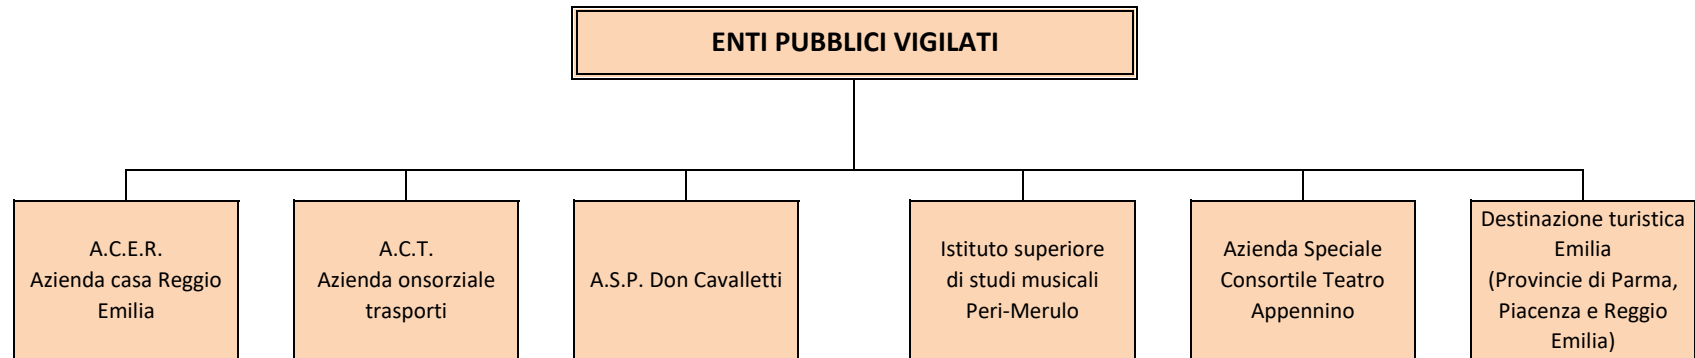 ENTI PUBBLICI VIGILATI
A.C.E.R.
Azienda casa Reggio
Emilia
A.C.T.
Azienda onsorziale
trasporti
A.S.P. Don Cavalletti
Istituto superiore
di studi musicali
Peri-Merulo
Azienda Speciale
Consortile Teatro
Appennino
Destinazione turistica
Emilia
(Provincie di Parma,
Piacenza e Reggio
Emilia)